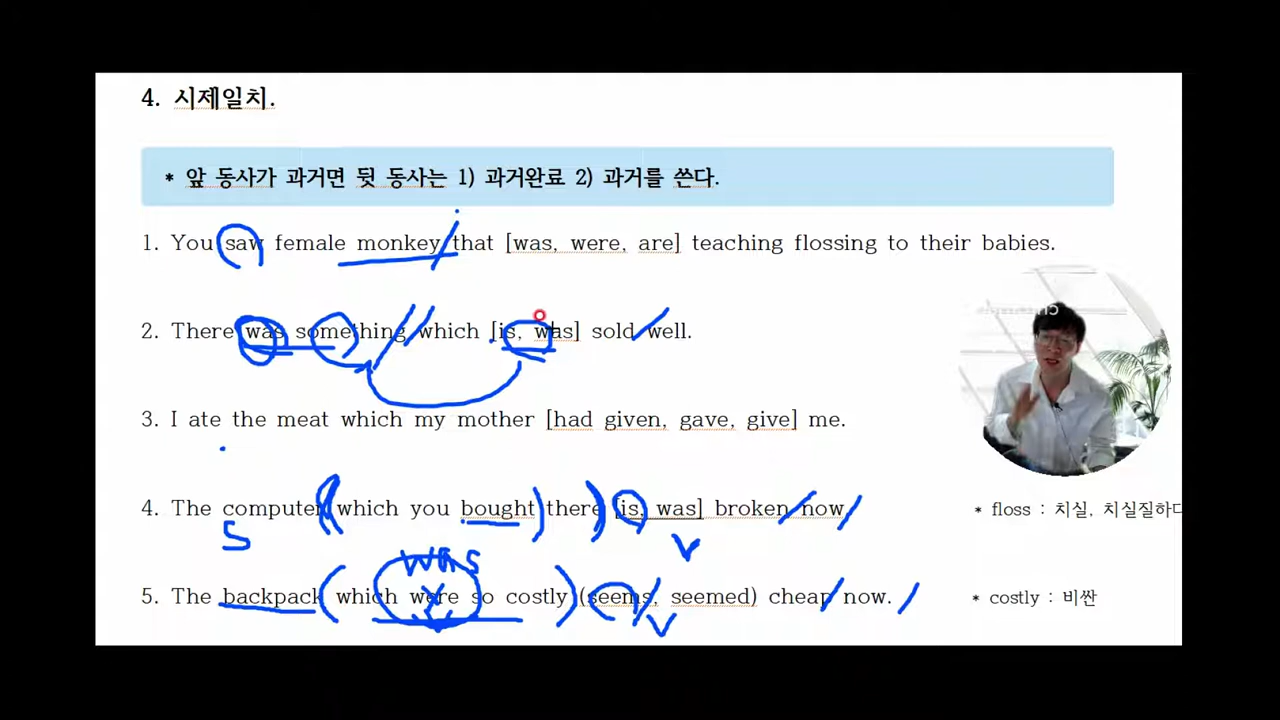 4. 시제일치.
* 앞 동사가 과거면 뒷 동사는 1) 과거완료 2) 과거를 쓴다.
1. You saw female monkey that [was, were, are] teaching flossing to their babies.
2. There was something which [is, was] sold well.
3. I ate the meat which my mother [had given, gave, give] me.
4. The computer which you bought there [is, was] broken now.
* floss : 치실, 치실질하다
S
V
was
5. The backpack which were so costly (seems, seemed) cheap now.
* costly : 비싼
V